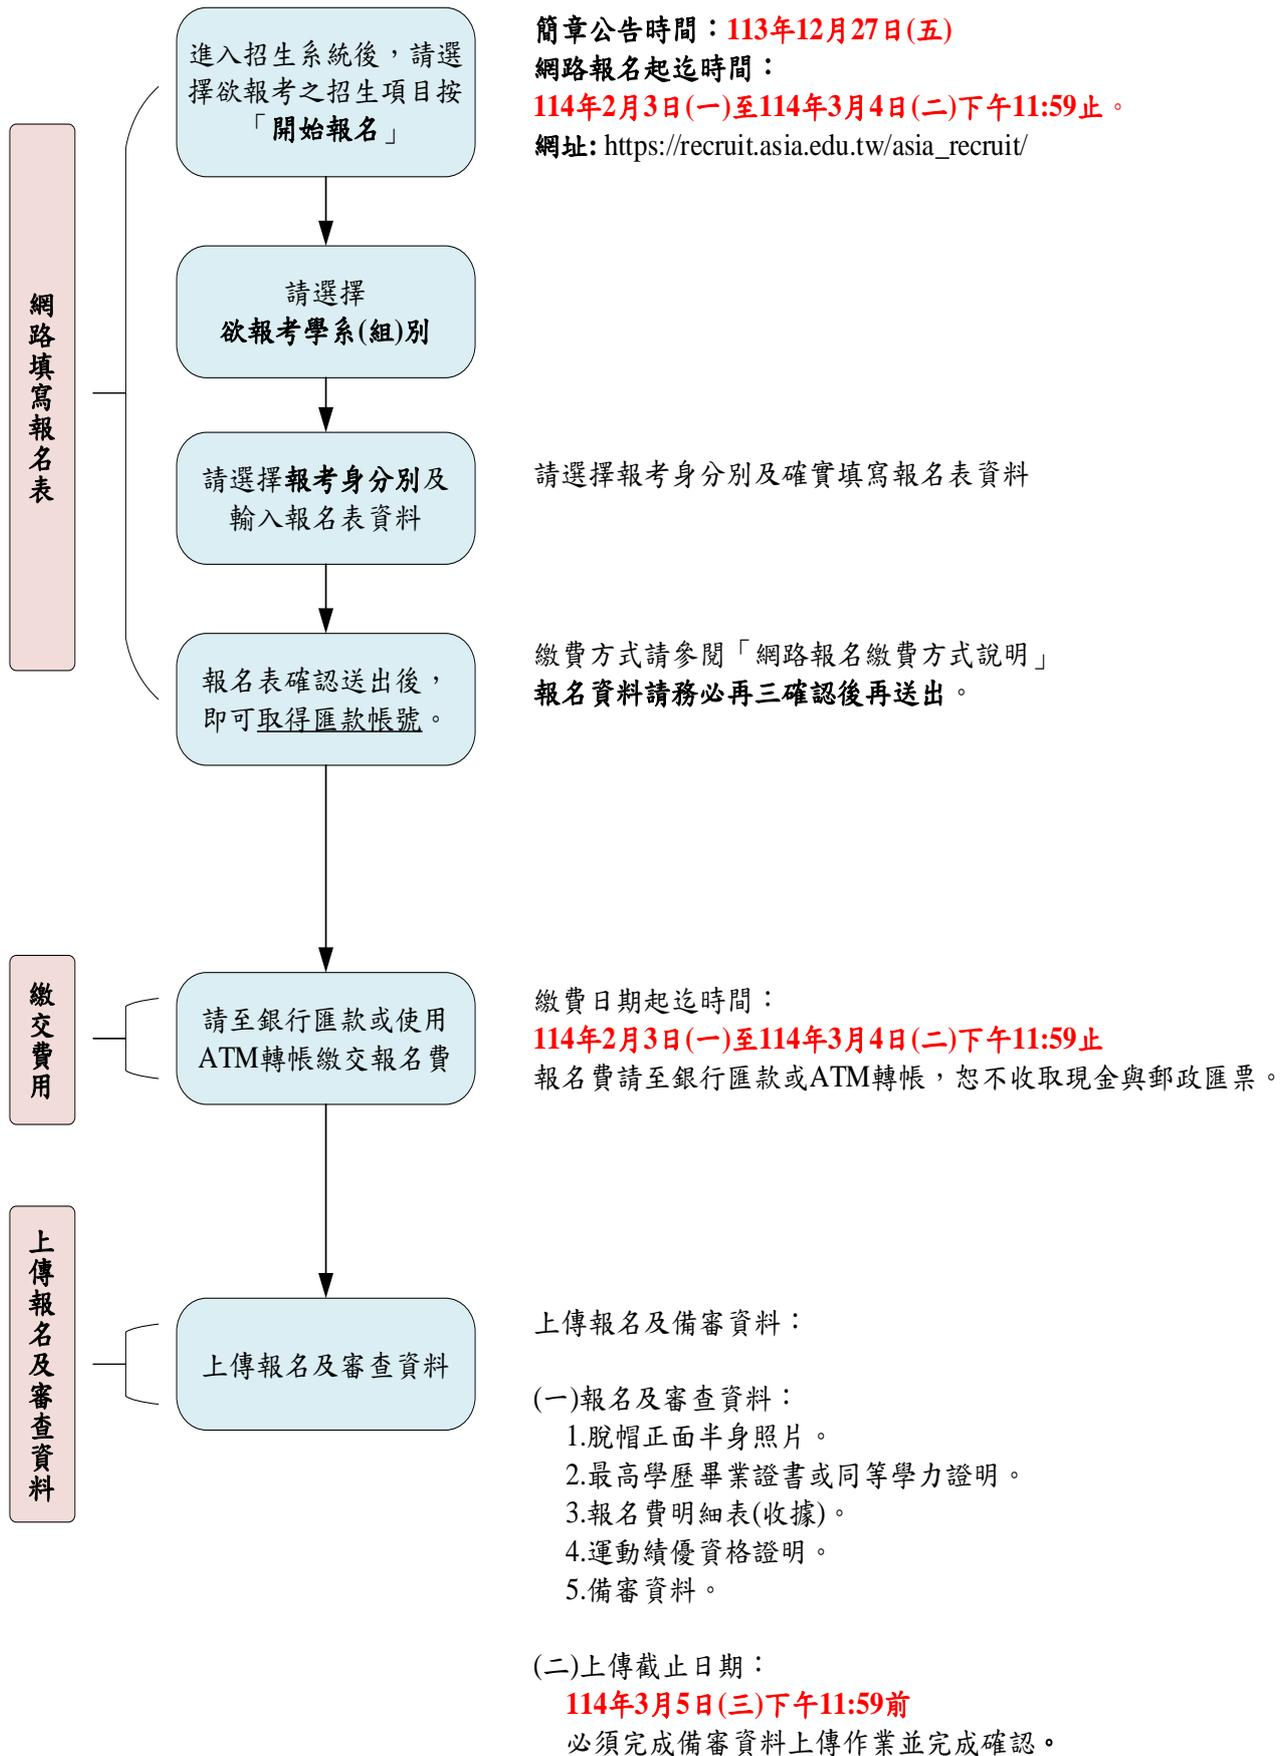 進入招生系統後，請選
擇欲報考之招生項目按
「開始報名」
簡章公告時間：113年12月27日(五)
網路報名起迄時間：
114年2月3日(一)至114年3月4日(二)下午11:59止。
網址: https://recruit.asia.edu.tw/asia_recruit/
網路填寫報名表
請選擇
欲報考學系(組)別
請選擇報考身分別及
輸入報名表資料
請選擇報考身分別及確實填寫報名表資料
報名表確認送出後，
即可取得匯款帳號。
繳費方式請參閱「網路報名繳費方式說明」
報名資料請務必再三確認後再送出。
繳交費用
請至銀行匯款或使用
ATM轉帳繳交報名費
繳費日期起迄時間：
114年2月3日(一)至114年3月4日(二)下午11:59止
報名費請至銀行匯款或ATM轉帳，恕不收取現金與郵政匯票。
上傳報名及審查資料
上傳報名及審查資料
上傳報名及備審資料：
(一)報名及審查資料：
1.脫帽正面半身照片。
2.最高學歷畢業證書或同等學力證明。
3.報名費明細表(收據)。
4.運動績優資格證明。
5.備審資料。
(二)上傳截止日期：
114年3月5日(三)下午11:59前
必須完成備審資料上傳作業並完成確認。